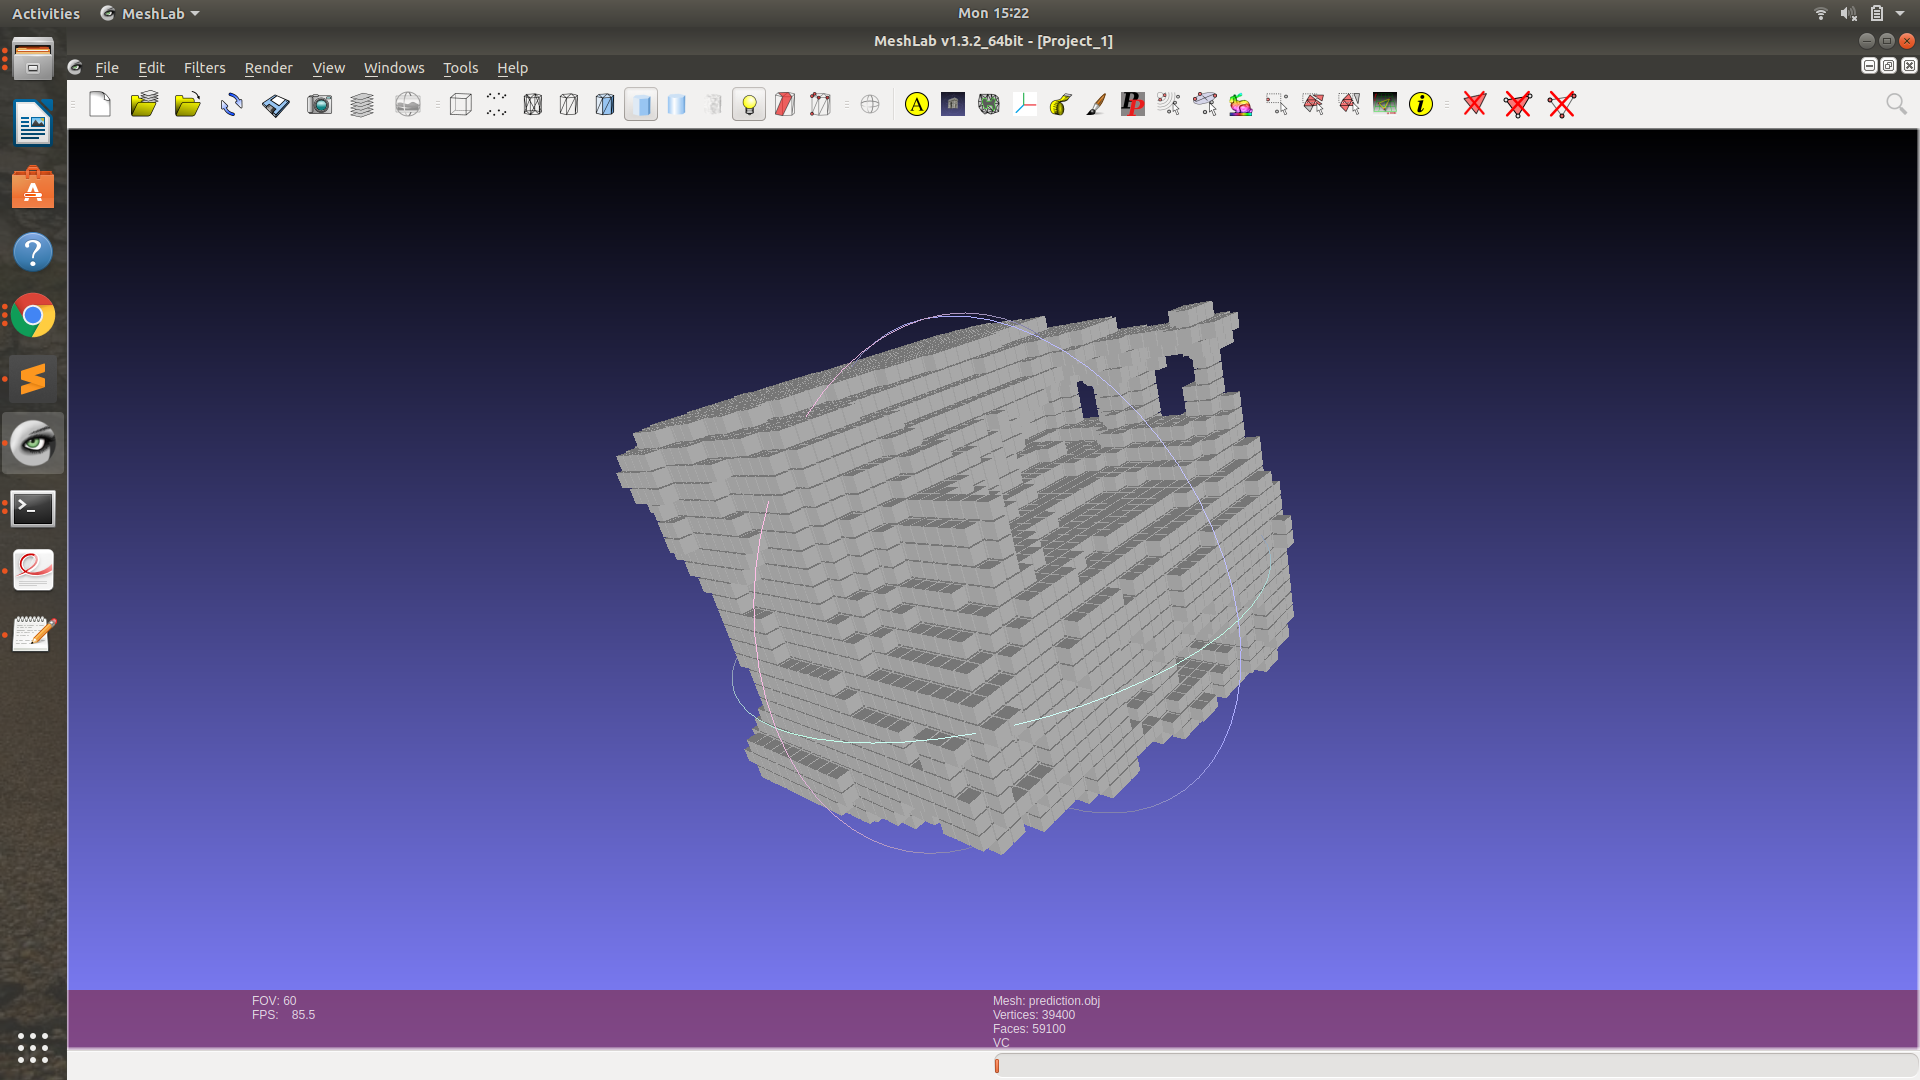 Activities
MeshLab
Mon 15:22
MeshLab v1.3.2_64bit - [Project_1]
File Edit Filters Render View Windows Tools Help
A
PP
i
FOV: 60
FPS: 85.5
Mesh: prediction.obj
Vertices: 39400
Faces: 59100
VC